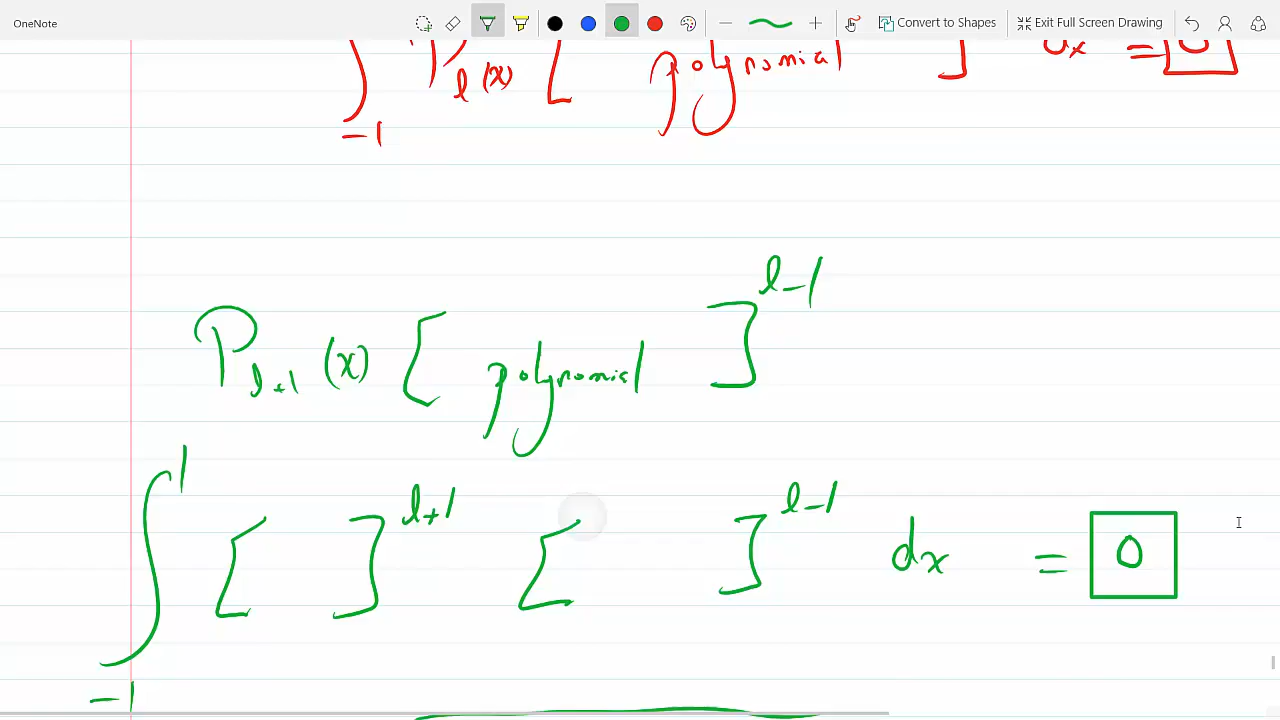 OneNote
Convert to Shapes Exit Full Screen Drawing
∫ P_l(x) [ polynomial ] dx = 0
-1
P_{l+1}(x) [ polynomial ]^{l-1}
∫_{-1}^{1} [ ]^{l+1} [ ]^{l-1} dx = 0